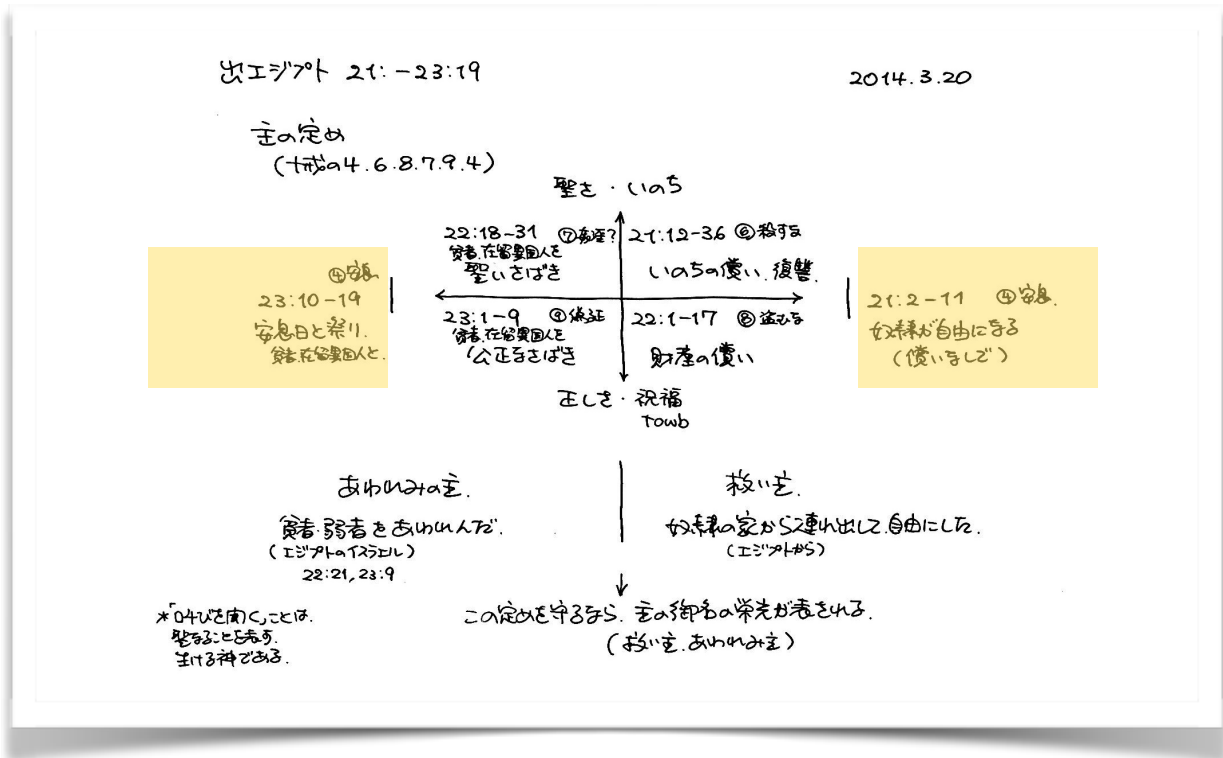 出エジプト 21:-23:19
2014.3.20
主の定め
(十戒の4.6.8.7.9.4)
聖さ・いのち
22:18-31 ⑦姦淫?
貧者.在留異国人を
聖いさばき
21:12-36 ⑥殺すな
いのちの償い.復讐.
④安息
23:10-19
安息日と祭り.
貧者.在留異国人と.
23:1-9 ⑨偽証
貧者.在留異国人を
公正なさばき
22:1-17 ⑧盗むな
財産の償い
21:2-11 ④安息.
奴隷が自由になる
(償いなしで)
正しさ・祝福
towb
あわれみの主.
貧者・弱者をあわれんだ.
(エジプトのイスラエル)
22:21,23:9
救い主.
奴隷の家から連れ出して.自由にした.
(エジプトから)
この定めを守るなら、主の御名の栄光が表される.
(救い主.あわれみ主)
*「叫びを聞く」ことは.
聖なることを表す.
生ける神である.